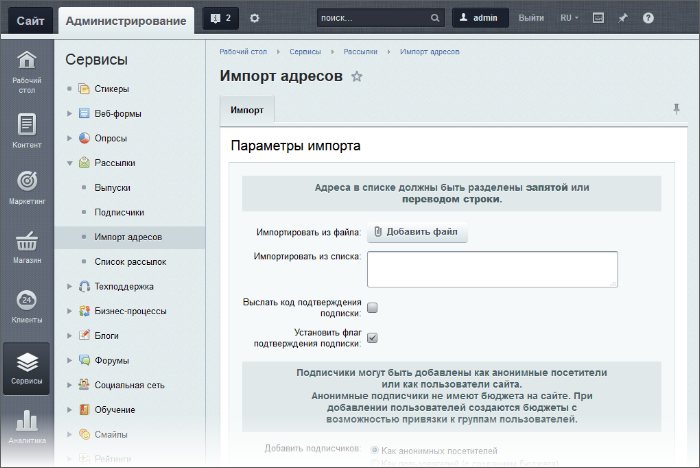 Сайт
Администрирование
2
поиск...
admin
Выйти
RU
?
Рабочий стол
Сервисы
Рассылки
Импорт адресов
Рабочий
стол
Контент
Маркетинг
Магазин
24
Клиенты
Сервисы
Аналитика
Сервисы
Стикеры
Веб-формы
Опросы
Рассылки
Выпуски
Подписчики
Импорт адресов
Список рассылок
Техподдержка
Бизнес-процессы
Блоги
Форумы
Социальная сеть
Обучение
Смайлы
Рейтинги
Импорт адресов
Импорт
Параметры импорта
Адреса в списке должны быть разделены запятой или
переводом строки.
Импортировать из файла:
Добавить файл
Импортировать из списка:
Выслать код подтверждения
подписки:
Установить флаг
подтверждения подписки:
Подписчики могут быть добавлены как анонимные посетители
или как пользователи сайта.
Анонимные подписчики не имеют бюджета на сайте. При
добавлении пользователей создаются бюджеты с
возможностью привязки к группам пользователей.
Добавить подписчиков:
Как анонимных посетителей
Как пользователей (с созданием бюджета)